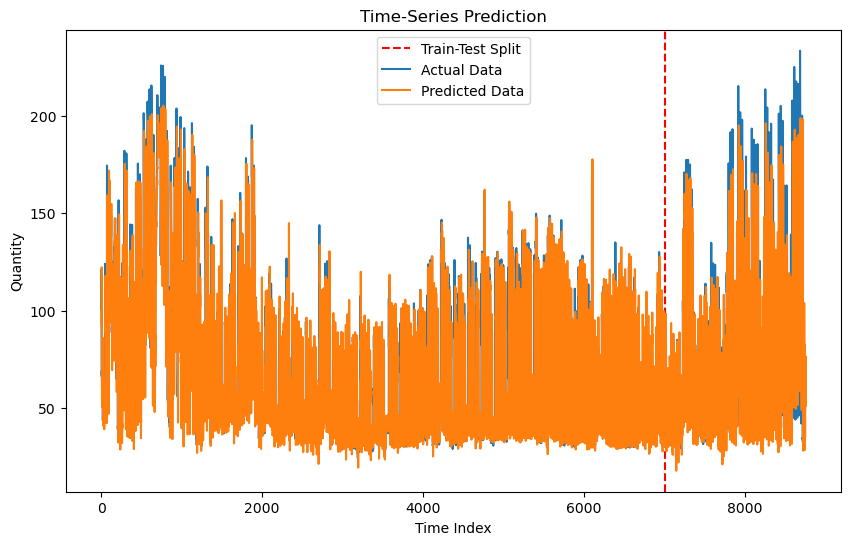 Time-Series Prediction
Train-Test Split
Actual Data
Predicted Data
200
150
100
50
Quantity
0 2000 4000 6000 8000
Time Index